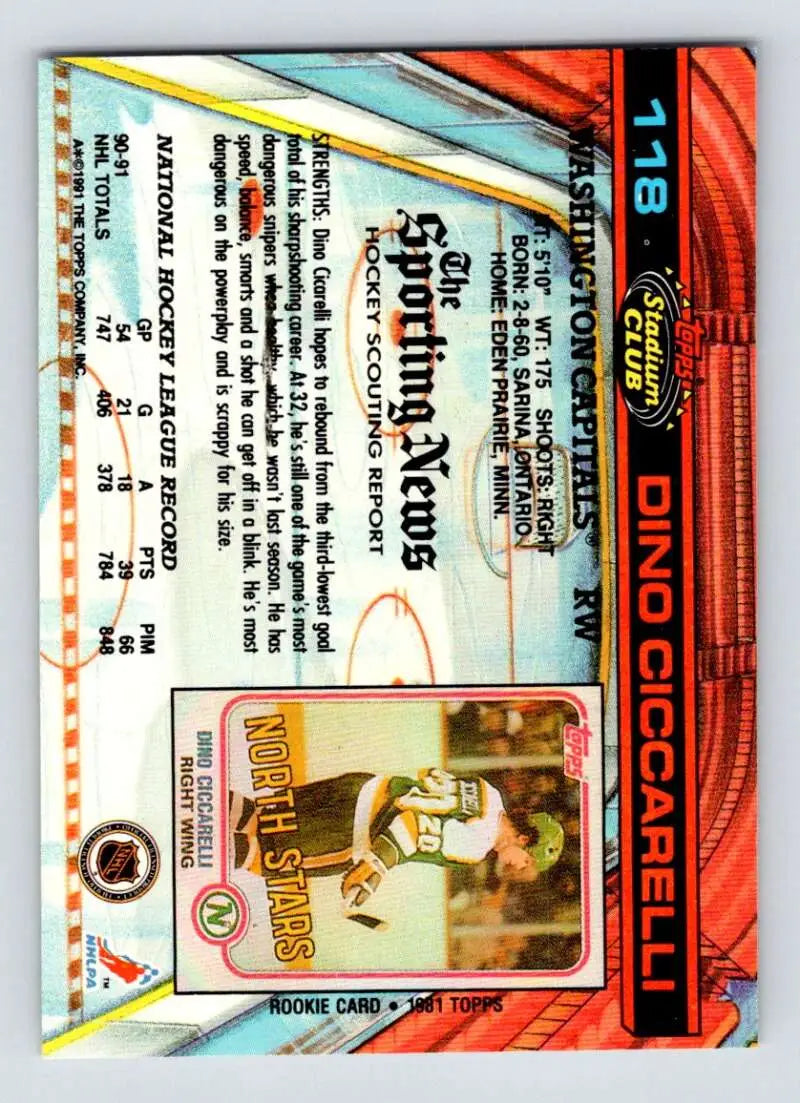 118
topps
Stadium
CLUB
DINO CICCARELLI
WASHINGTON CAPITALS® RW
HT: 5'10" WT: 175 SHOOTS: RIGHT
BORN: 2-8-60, SARINA, ONTARIO
HOME: EDEN PRAIRIE, MINN.
The
Sporting News
HOCKEY SCOUTING REPORT
STRENGTHS: Dino Cicarelli hopes to rebound from the third-lowest goal
total of his sharpshooting career. At 32, he's still one of the game's most
dangerous snipers when healthy, which he wasn't last season. He has
speed, balance, smarts and a shot he can get off in a blink. He's most
dangerous on the powerplay and is scrappy for his size.
NATIONAL HOCKEY LEAGUE RECORD
GP G A PTS PIM
90-91 54 21 18 39 66
NHL TOTALS 747 406 378 784 848
A*©1991 THE TOPPS COMPANY, INC.
topps
20
NORTH STARS
DINO CICCARELLI
RIGHT WING
N
ROOKIE CARD • 1981 TOPPS
NHL
NHLPA™